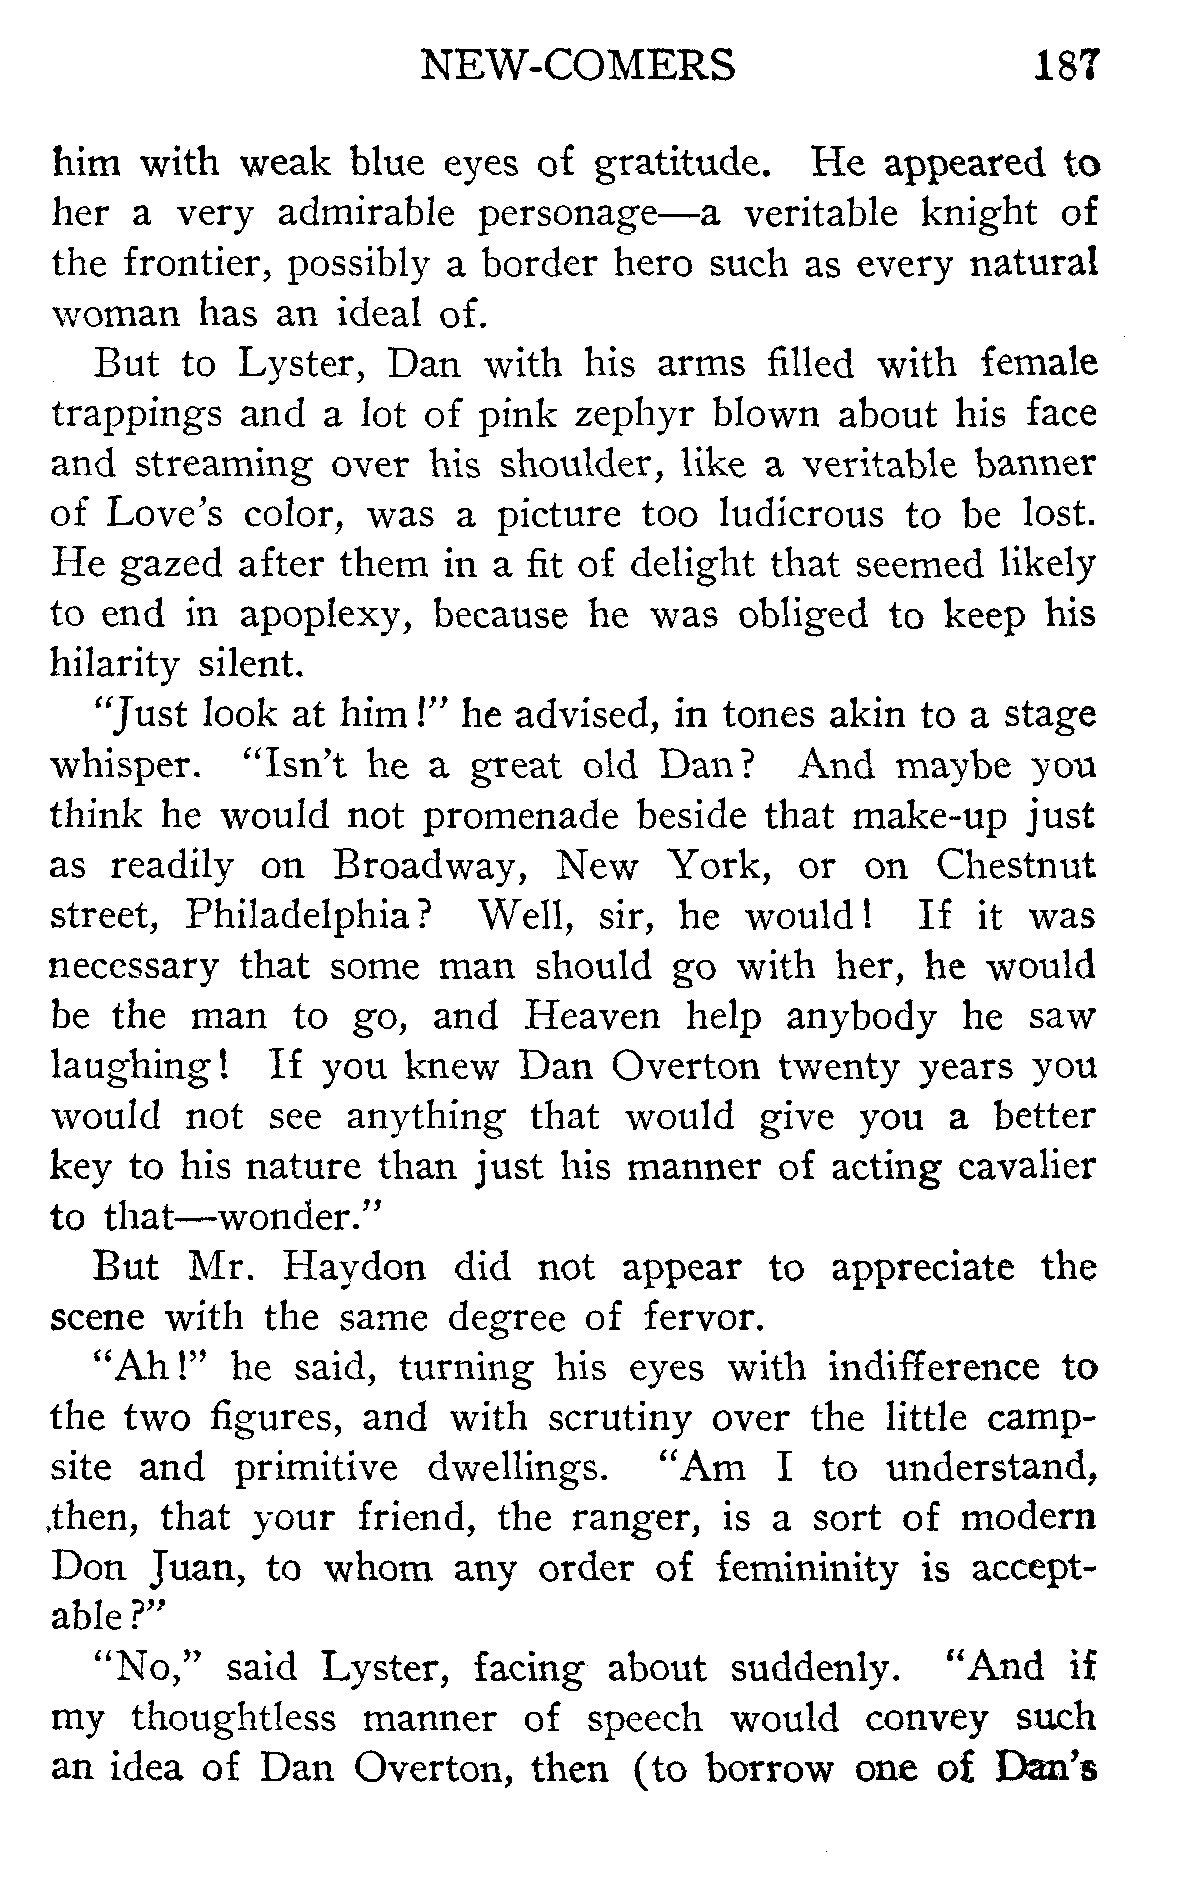 NEW-COMERS 187
him with weak blue eyes of gratitude. He appeared to
her a very admirable personage—a veritable knight of
the frontier, possibly a border hero such as every natural
woman has an ideal of.
But to Lyster, Dan with his arms filled with female
trappings and a lot of pink zephyr blown about his face
and streaming over his shoulder, like a veritable banner
of Love's color, was a picture too ludicrous to be lost.
He gazed after them in a fit of delight that seemed likely
to end in apoplexy, because he was obliged to keep his
hilarity silent.
"Just look at him!" he advised, in tones akin to a stage
whisper. "Isn't he a great old Dan? And maybe you
think he would not promenade beside that make-up just
as readily on Broadway, New York, or on Chestnut
street, Philadelphia? Well, sir, he would! If it was
necessary that some man should go with her, he would
be the man to go, and Heaven help anybody he saw
laughing! If you knew Dan Overton twenty years you
would not see anything that would give you a better
key to his nature than just his manner of acting cavalier
to that—wonder."
But Mr. Haydon did not appear to appreciate the
scene with the same degree of fervor.
"Ah!" he said, turning his eyes with indifference to
the two figures, and with scrutiny over the little camp-
site and primitive dwellings. "Am I to understand,
then, that your friend, the ranger, is a sort of modern
Don Juan, to whom any order of femininity is accept-
able?"
"No," said Lyster, facing about suddenly. "And if
my thoughtless manner of speech would convey such
an idea of Dan Overton, then (to borrow one of Dan's